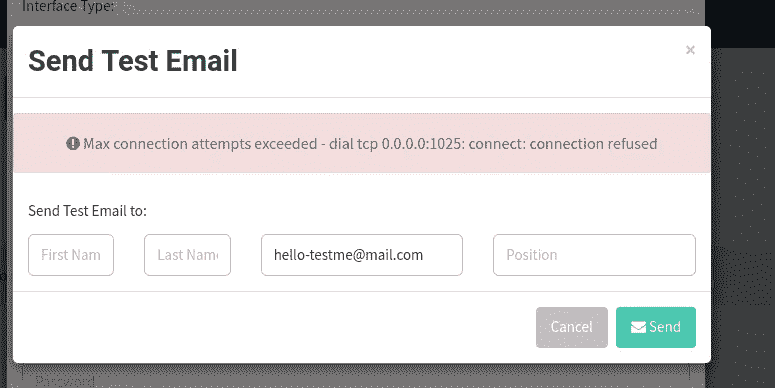 Interface Type:
Send Test Email
×
Max connection attempts exceeded - dial tcp 0.0.0.0:1025: connect: connection refused
Send Test Email to:
First Nam
Last Name
hello-testme@mail.com
Position
Cancel
Send
Password